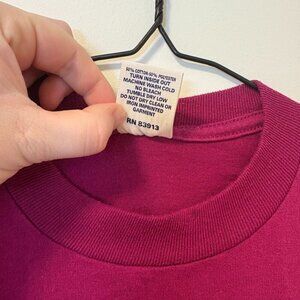 50% COTTON-50% POLYESTER
TURN INSIDE OUT
MACHINE WASH COLD
NO BLEACH
TUMBLE DRY LOW
DO NOT DRY CLEAN OR
IRON IMPRINTED
GARMENT
RN 83913